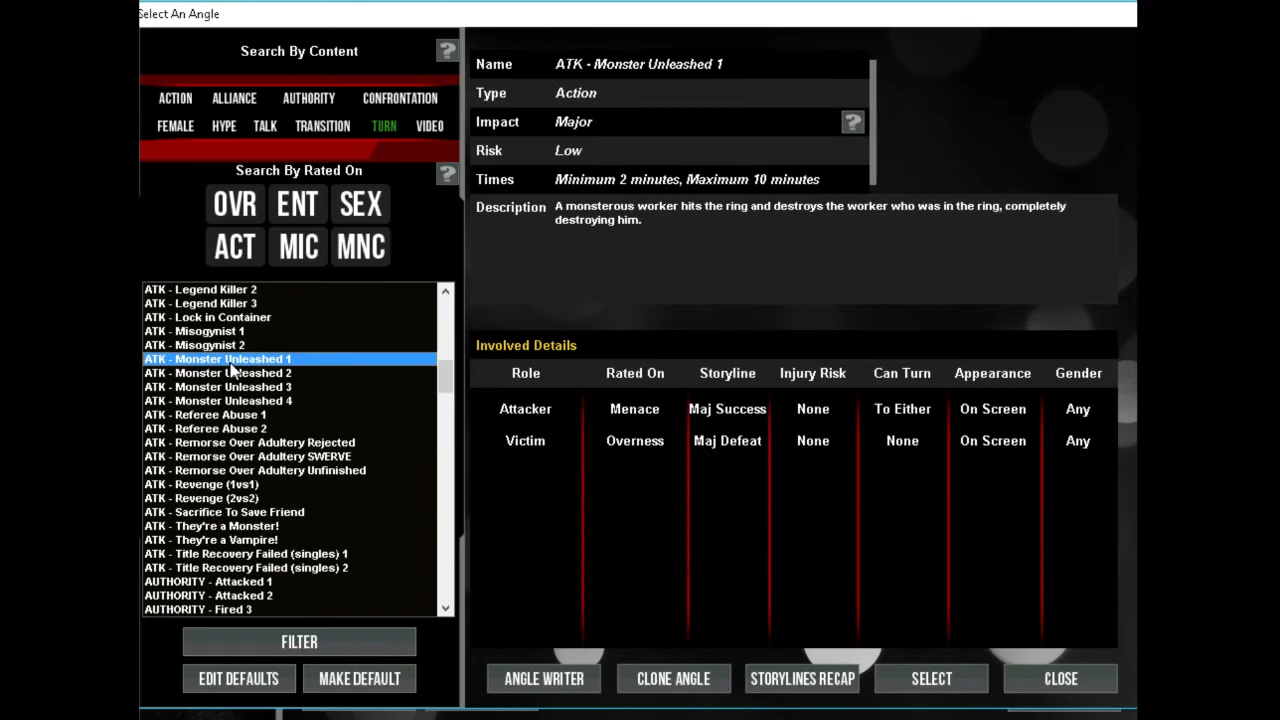 Select An Angle
Search By Content
?
ACTION ALLIANCE AUTHORITY CONFRONTATION
FEMALE HYPE TALK TRANSITION TURN VIDEO
Search By Rated On
?
OVR ENT SEX
ACT MIC MNC
ATK - Legend Killer 2
ATK - Legend Killer 3
ATK - Lock in Container
ATK - Misogynist 1
ATK - Misogynist 2
ATK - Monster Unleashed 1
ATK - Monster Unleashed 2
ATK - Monster Unleashed 3
ATK - Monster Unleashed 4
ATK - Referee Abuse 1
ATK - Referee Abuse 2
ATK - Remorse Over Adultery Rejected
ATK - Remorse Over Adultery SWERVE
ATK - Remorse Over Adultery Unfinished
ATK - Revenge (1vs1)
ATK - Revenge (2vs2)
ATK - Sacrifice To Save Friend
ATK - They're a Monster!
ATK - They're a Vampire!
ATK - Title Recovery Failed (singles) 1
ATK - Title Recovery Failed (singles) 2
AUTHORITY - Attacked 1
AUTHORITY - Attacked 2
AUTHORITY - Fired 3
FILTER
EDIT DEFAULTS MAKE DEFAULT
Name ATK - Monster Unleashed 1
Type Action
Impact Major ?
Risk Low
Times Minimum 2 minutes, Maximum 10 minutes
Description A monsterous worker hits the ring and destroys the worker who was in the ring, completely
destroying him.
Involved Details
Role Rated On Storyline Injury Risk Can Turn Appearance Gender
Attacker Menace Maj Success None To Either On Screen Any
Victim Overness Maj Defeat None None On Screen Any
ANGLE WRITER CLONE ANGLE STORYLINES RECAP SELECT CLOSE